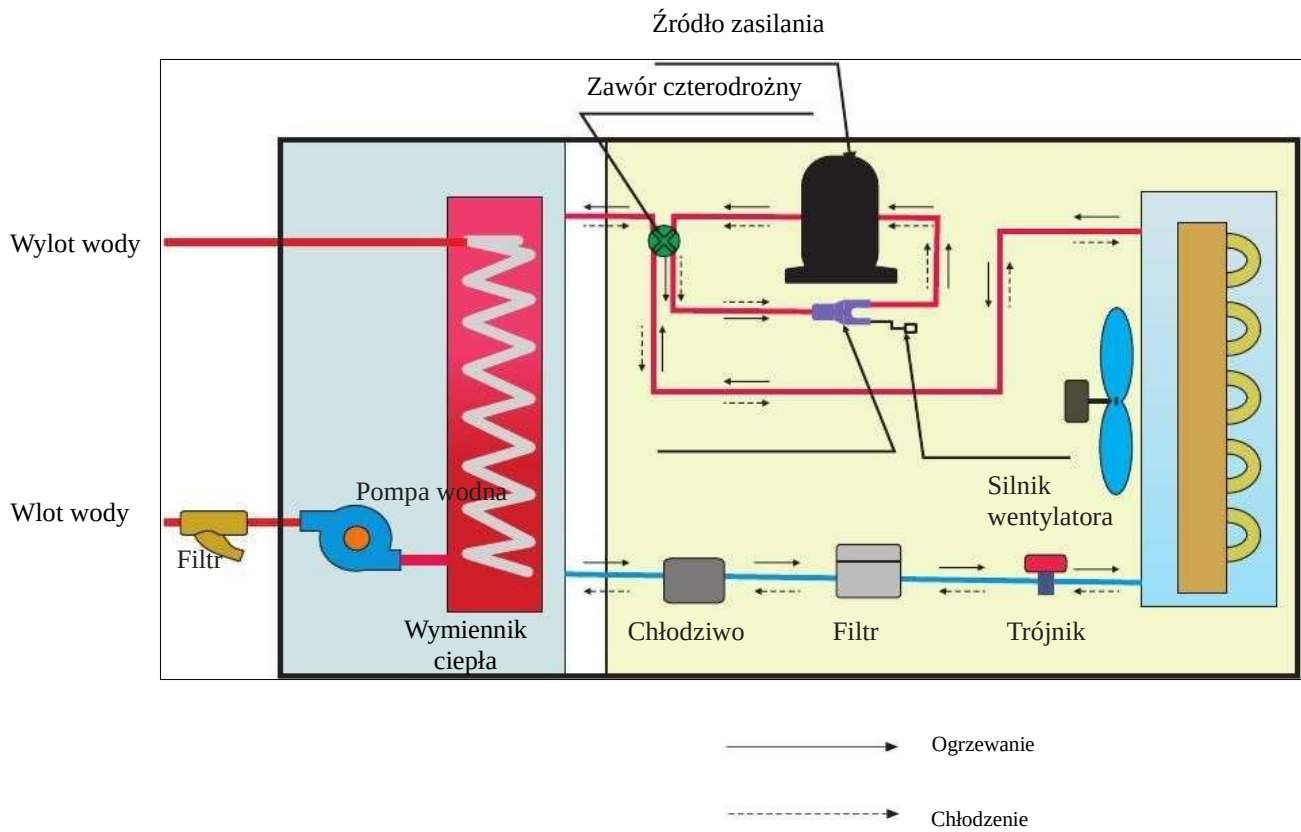 Źródło zasilania
Zawór czterodrożny
Wylot wody
Wlot wody
Pompa wodna
Filtr
Silnik
wentylatora
Wymiennik
ciepła
Chłodziwo
Filtr
Trójnik
Ogrzewanie
Chłodzenie